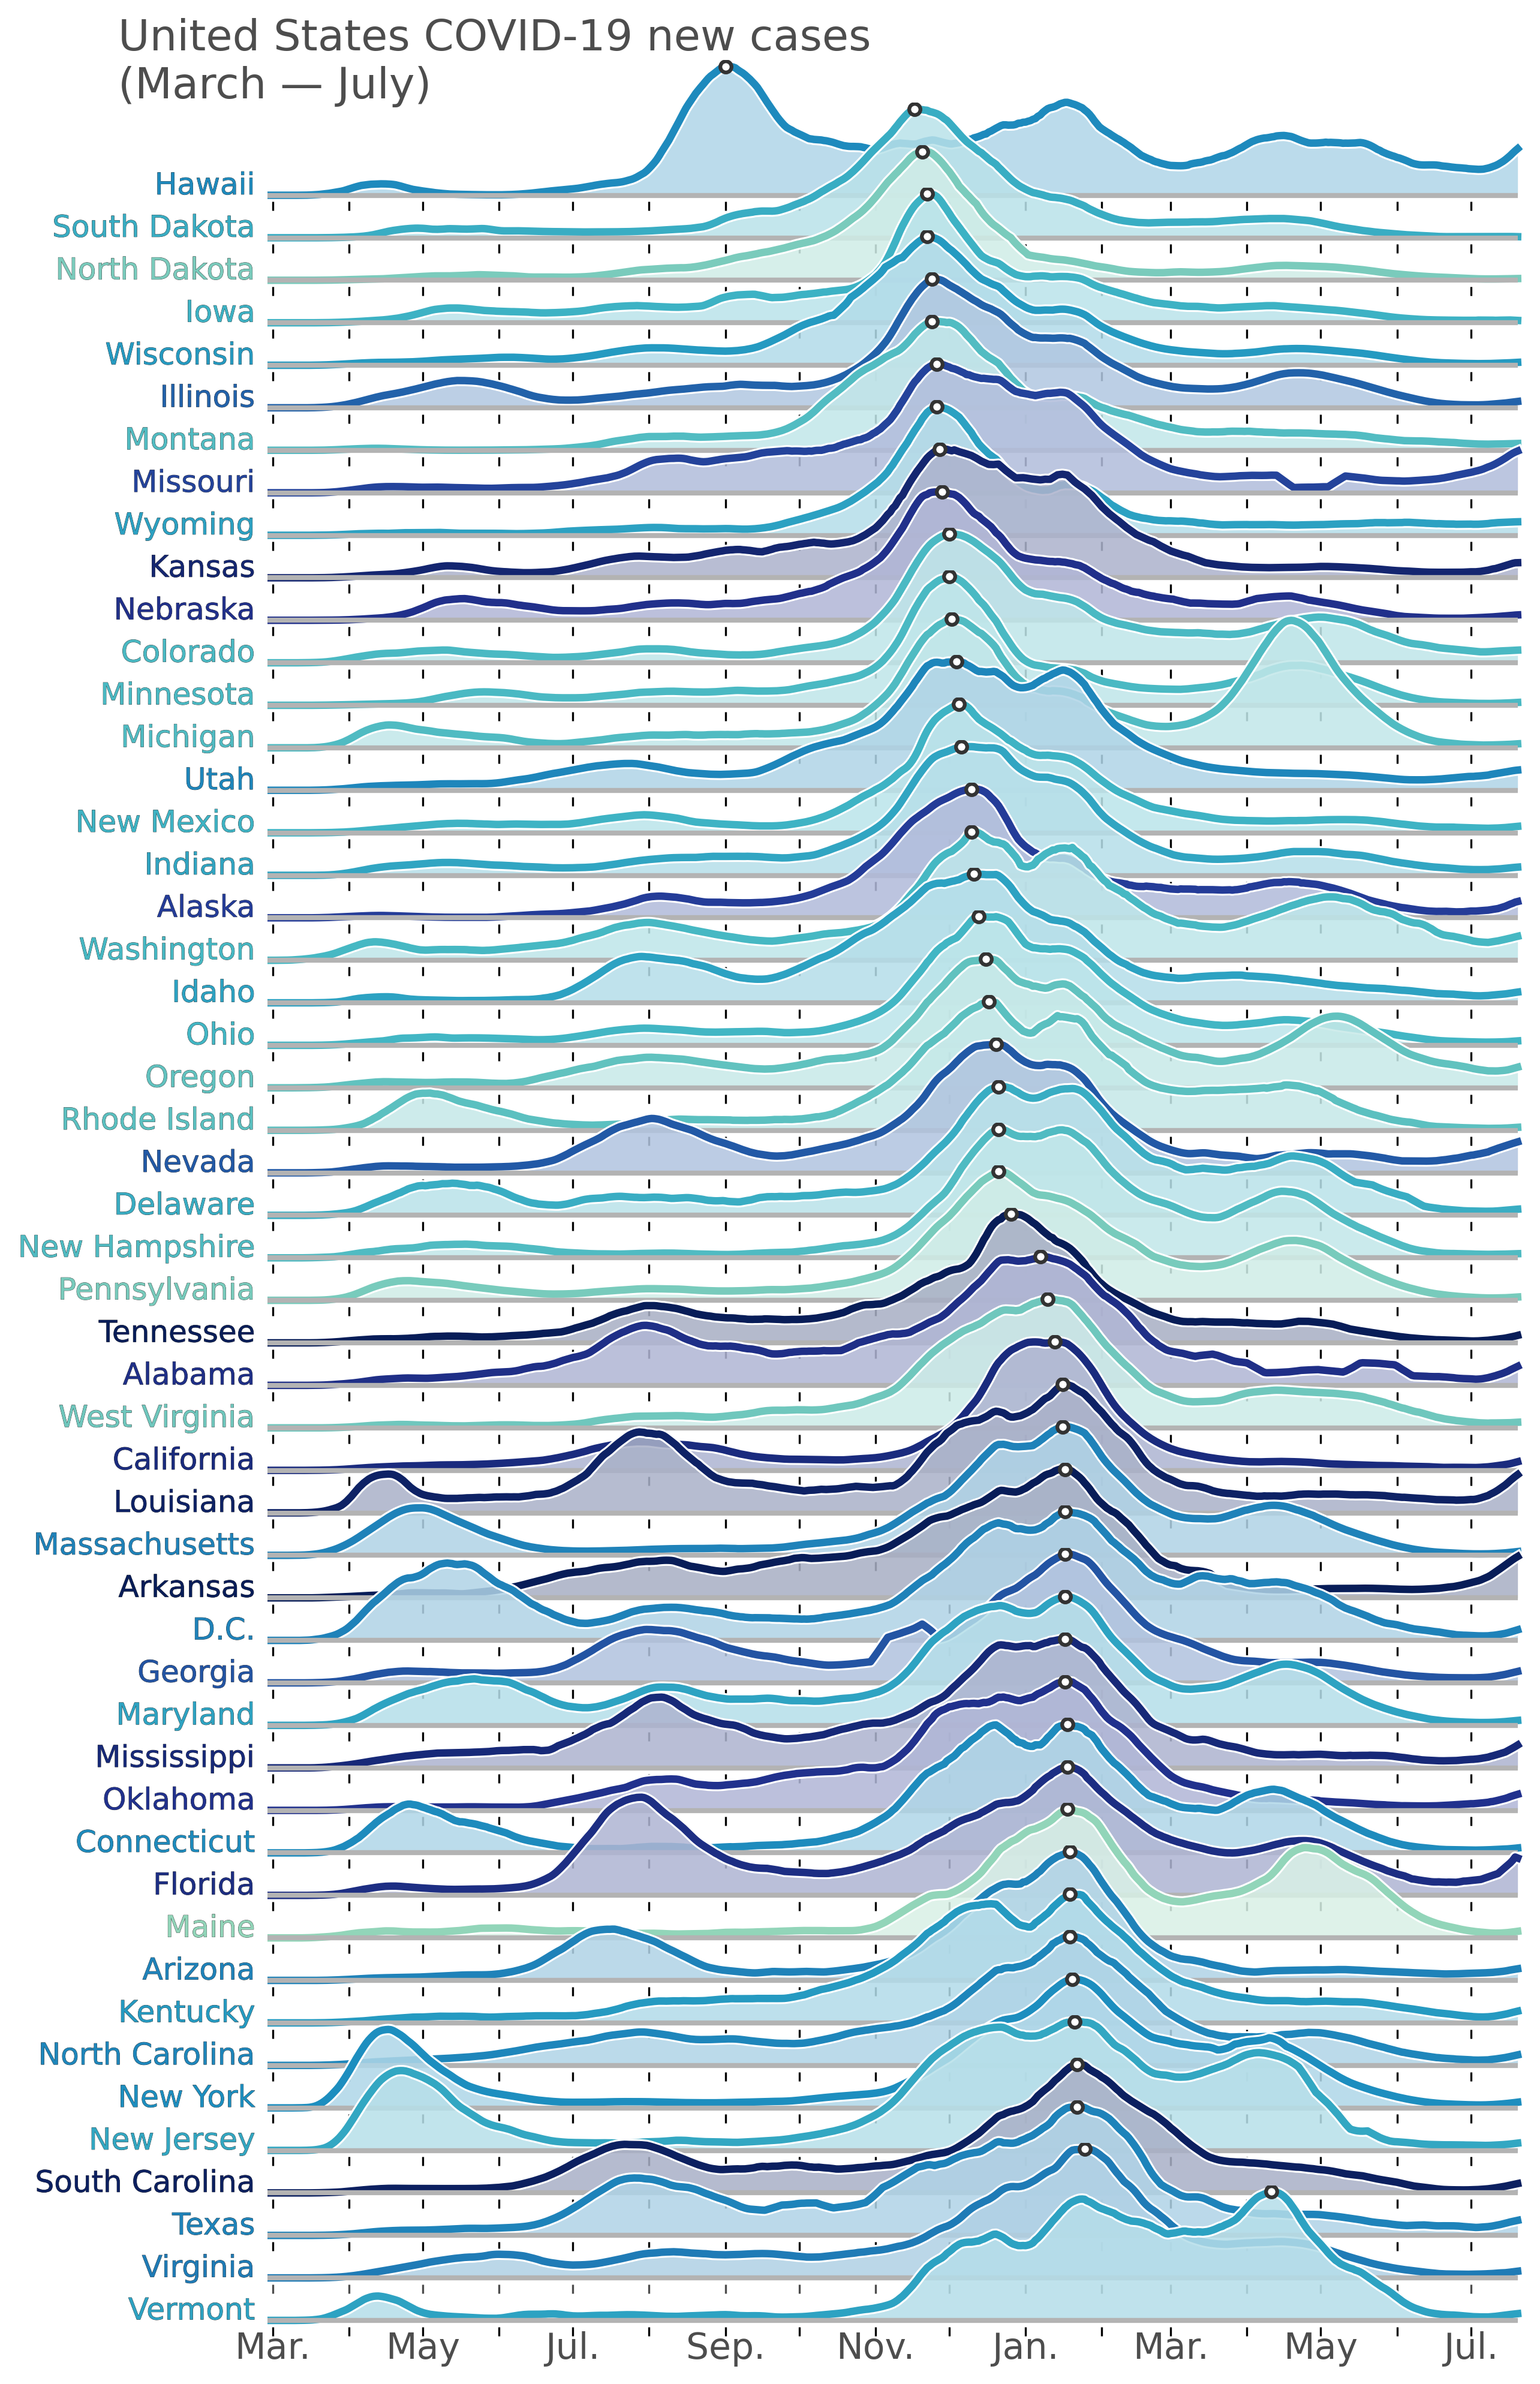 United States COVID-19 new cases
(March — July)
Hawaii
South Dakota
North Dakota
Iowa
Wisconsin
Illinois
Montana
Missouri
Wyoming
Kansas
Nebraska
Colorado
Minnesota
Michigan
Utah
New Mexico
Indiana
Alaska
Washington
Idaho
Ohio
Oregon
Rhode Island
Nevada
Delaware
New Hampshire
Pennsylvania
Tennessee
Alabama
West Virginia
California
Louisiana
Massachusetts
Arkansas
D.C.
Georgia
Maryland
Mississippi
Oklahoma
Connecticut
Florida
Maine
Arizona
Kentucky
North Carolina
New York
New Jersey
South Carolina
Texas
Virginia
Vermont
Mar. May Jul. Sep. Nov. Jan. Mar. May Jul.